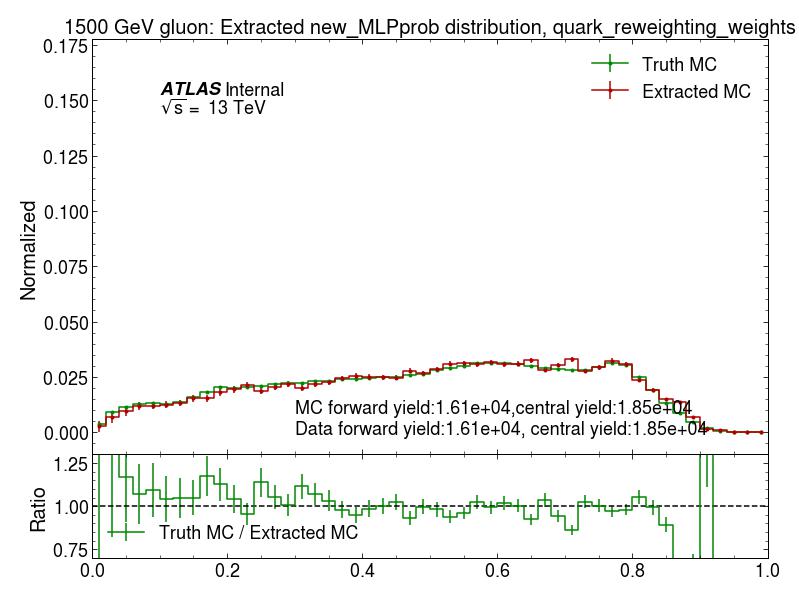 1500 GeV gluon: Extracted new_MLPprob distribution, quark_reweighting_weights
0.175
0.150
0.125
0.100
0.075
0.050
0.025
0.000
Normalized
ATLAS Internal
√s = 13 TeV
Truth MC
Extracted MC
MC forward yield:1.61e+04,central yield:1.85e+04
Data forward yield:1.61e+04, central yield:1.85e+04
1.25
1.00
0.75
Ratio
Truth MC / Extracted MC
0.0 0.2 0.4 0.6 0.8 1.0